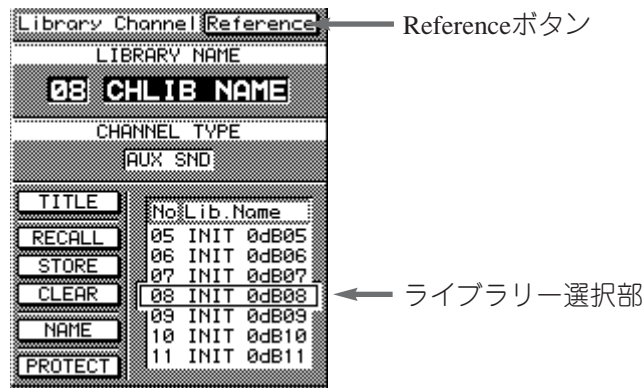 Library Channel Reference
Referenceボタン
LIBRARY NAME
08 CHLIB NAME
CHANNEL TYPE
AUX SND
TITLE
RECALL
STORE
CLEAR
NAME
PROTECT
No Lib.Name
05 INIT 0dB05
06 INIT 0dB06
07 INIT 0dB07
08 INIT 0dB08
09 INIT 0dB09
10 INIT 0dB10
11 INIT 0dB11
ライブラリー選択部